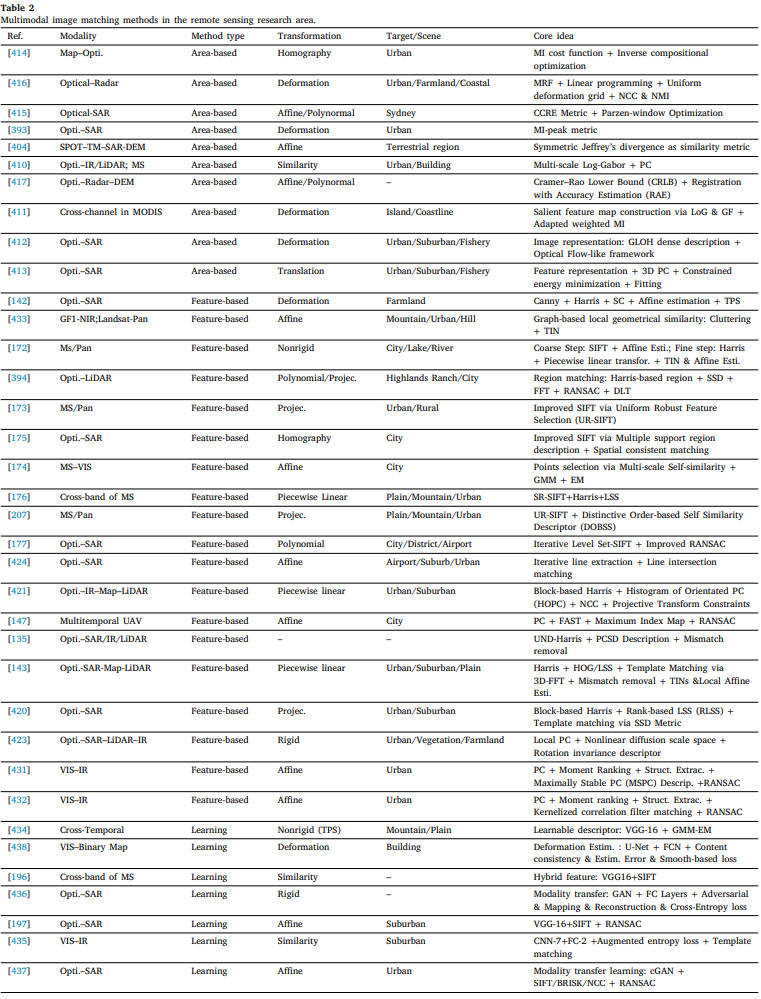 Table 2
Multimodal image matching methods in the remote sensing research area.
Ref. Modality Method type Transformation Target/Scene Core idea
[414] Map–Opti. Area-based Homography Urban MI cost function + Inverse compositional
optimization
[416] Optical–Radar Area-based Deformation Urban/Farmland/Coastal MRF + Linear programming + Uniform
deformation grid + NCC & NMI
[415] Optical-SAR Area-based Affine/Polynormal Sydney CCRE Metric + Parzen-window Optimization
[393] Opti.–SAR Area-based Deformation Urban MI-peak metric
[404] SPOT–TM–SAR-DEM Area-based Affine Terrestrial region Symmetric Jeffrey's divergence as similarity metric
[410] Opti.–IR/LiDAR; MS Area-based Similarity Urban/Building Multi-scale Log-Gabor + PC
[417] Opti.–Radar–DEM Area-based Affine/Polynormal – Cramer–Rao Lower Bound (CRLB) + Registration
with Accuracy Estimation (RAE)
[411] Cross-channel in MODIS Area-based Deformation Island/Coastline Salient feature map construction via LoG & GF +
Adapted weighted MI
[412] Opti.–SAR Area-based Deformation Urban/Suburban/Fishery Image representation: GLOH dense description +
Optical Flow-like framework
[413] Opti.–SAR Area-based Translation Urban/Suburban/Fishery Feature representation + 3D PC + Constrained
energy minimization + Fitting
[142] Opti.–SAR Feature-based Deformation Farmland Canny + Harris + SC + Affine estimation + TPS
[433] GF1-NIR;Landsat-Pan Feature-based Affine Mountain/Urban/Hill Graph-based local geometrical similarity: Cluttering
+ TIN
[172] Ms/Pan Feature-based Nonrigid City/Lake/River Coarse Step: SIFT + Affine Esti.; Fine step: Harris
+ Piecewise linear transfor. + TIN & Affine Esti.
[394] Opti.–LiDAR Feature-based Polynomial/Projec. Highlands Ranch/City Region matching: Harris-based region + SSD +
FFT + RANSAC + DLT
[173] MS/Pan Feature-based Projec. Urban/Rural Improved SIFT via Uniform Robust Feature
Selection (UR-SIFT)
[175] Opti.–SAR Feature-based Homography City Improved SIFT via Multiple support region
description + Spatial consistent matching
[174] MS–VIS Feature-based Affine City Points selection via Multi-scale Self-similarity +
GMM + EM
[176] Cross-band of MS Feature-based Piecewise Linear Plain/Mountain/Urban SR-SIFT+Harris+LSS
[207] MS/Pan Feature-based Projec. Plain/Mountain/Urban UR-SIFT + Distinctive Order-based Self Similarity
Descriptor (DOBSS)
[177] Opti.–SAR Feature-based Polynomial City/District/Airport Iterative Level Set-SIFT + Improved RANSAC
[424] Opti.–SAR Feature-based Affine Airport/Suburb/Urban Iterative line extraction + Line intersection
matching
[421] Opti.–IR–Map–LiDAR Feature-based Piecewise linear Urban/Suburban Block-based Harris + Histogram of Orientated PC
(HOPC) + NCC + Projective Transform Constraints
[147] Multitemporal UAV Feature-based Affine City PC + FAST + Maximum Index Map + RANSAC
[135] Opti.–SAR/IR/LiDAR Feature-based – – UND-Harris + PCSD Description + Mismatch
removal
[143] Opti.-SAR-Map-LiDAR Feature-based Piecewise linear Urban/Suburban/Plain Harris + HOG/LSS + Template Matching via
3D-FFT + Mismatch removal + TINs &Local Affine
Esti.
[420] Opti.–SAR Feature-based Projec. Urban/Suburban Block-based Harris + Rank-based LSS (RLSS) +
Template matching via SSD Metric
[423] Opti.–SAR–LiDAR–IR Feature-based Rigid Urban/Vegetation/Farmland Local PC + Nonlinear diffusion scale space +
Rotation invariance descriptor
[431] VIS–IR Feature-based Affine Urban PC + Moment Ranking + Struct. Extrac. +
Maximally Stable PC (MSPC) Descrip. +RANSAC
[432] VIS–IR Feature-based Affine Urban PC + Moment ranking + Struct. Extrac. +
Kernelized correlation filter matching + RANSAC
[434] Cross-Temporal Learning Nonrigid (TPS) Mountain/Plain Learnable descriptor: VGG-16 + GMM-EM
[438] VIS–Binary Map Learning Deformation Building Deformation Estim. : U-Net + FCN + Content
consistency & Estim. Error & Smooth-based loss
[196] Cross-band of MS Learning Similarity – Hybrid feature: VGG16+SIFT
[436] Opti.–SAR Learning Rigid – Modality transfer: GAN + FC Layers + Adversarial
& Mapping & Reconstruction & Cross-Entropy loss
[197] Opti.–SAR Learning Affine Suburban VGG-16+SIFT + RANSAC
[435] VIS–IR Learning Similarity Suburban CNN-7+FC-2 +Augmented entropy loss + Template
matching
[437] Opti.–SAR Learning Affine Urban Modality transfer learning: cGAN +
SIFT/BRISK/NCC + RANSAC